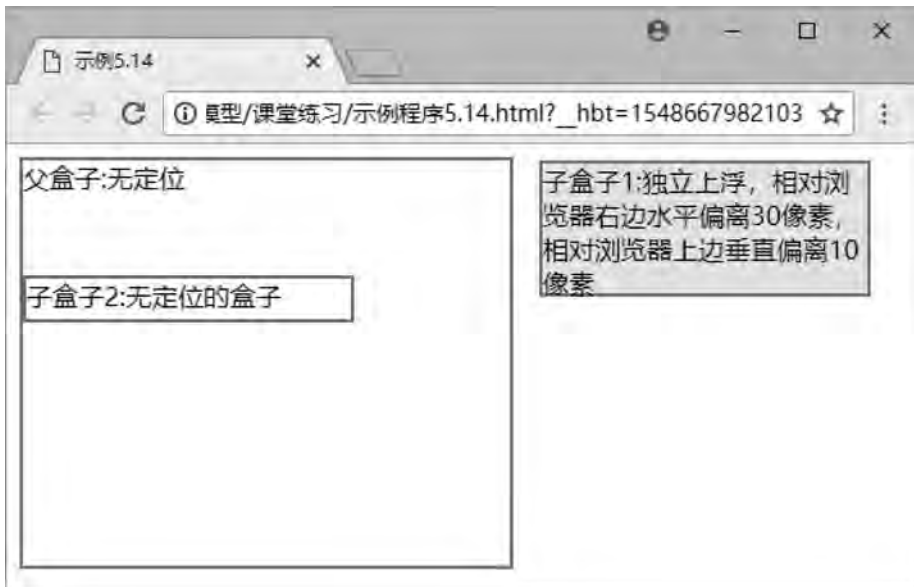 示例5.14
型/课堂练习/示例程序5.14.html?__hbt=1548667982103
父盒子:无定位
子盒子2:无定位的盒子
子盒子1:独立上浮，相对浏
览器右边水平偏离30像素，
相对浏览器上边垂直偏离10
像素